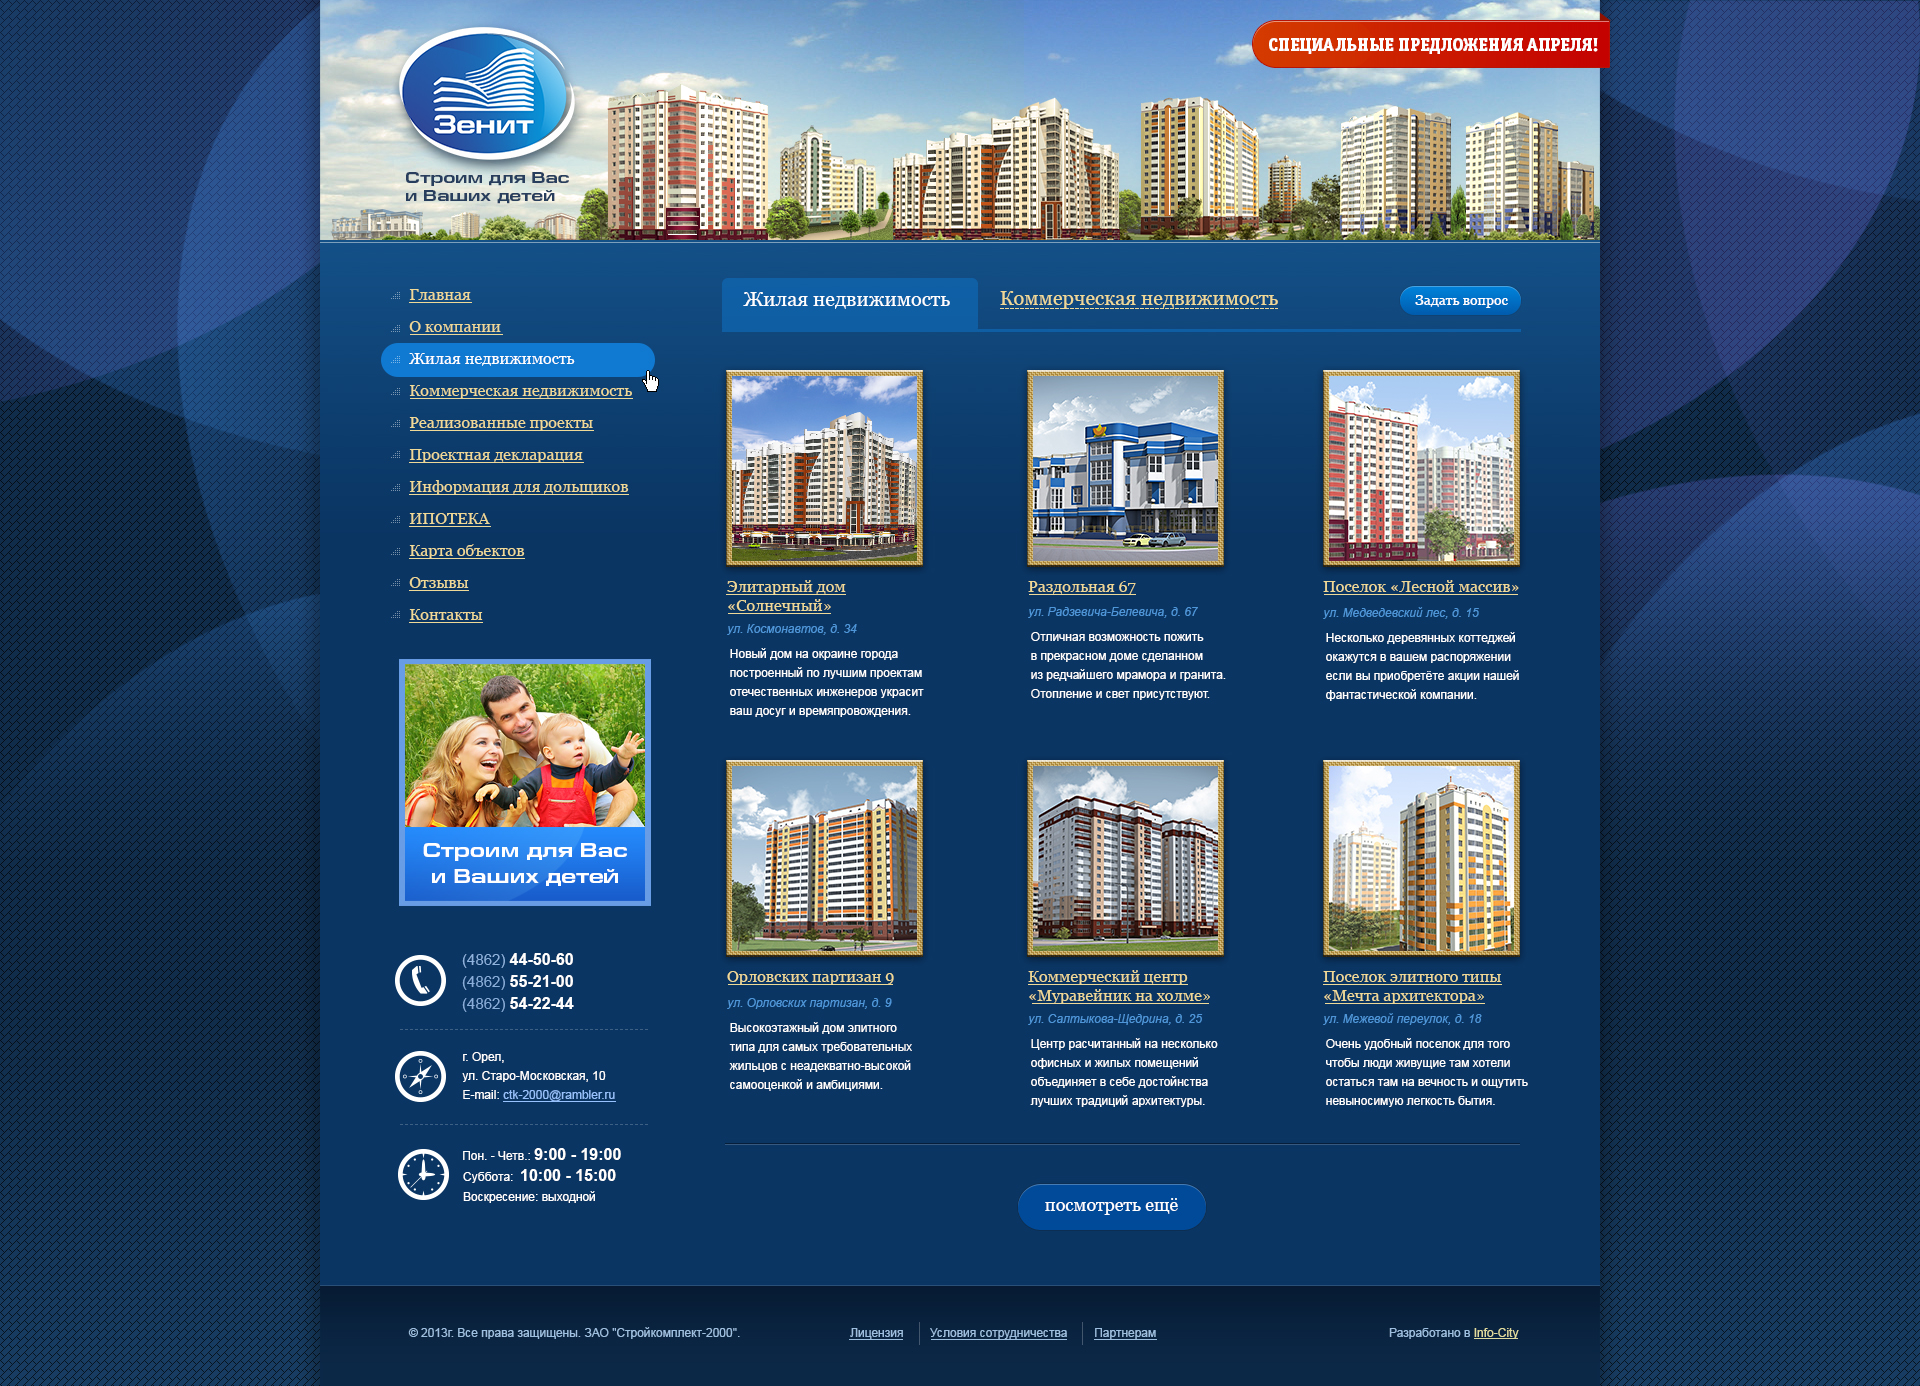 Зенит
Строим для Вас
и Ваших детей
СПЕЦИАЛЬНЫЕ ПРЕДЛОЖЕНИЯ АПРЕЛЯ!
Главная
О компании
Жилая недвижимость
Коммерческая недвижимость
Реализованные проекты
Проектная декларация
Информация для дольщиков
ИПОТЕКА
Карта объектов
Отзывы
Контакты
Строим для Вас
и Ваших детей
(4862) 44-50-60
(4862) 55-21-00
(4862) 54-22-44
г. Орел,
ул. Старо-Московская, 10
E-mail: ctk-2000@rambler.ru
Пон. - Четв.: 9:00 - 19:00
Суббота: 10:00 - 15:00
Воскресение: выходной
Жилая недвижимость
Коммерческая недвижимость
Задать вопрос
Элитарный дом
«Солнечный»
ул. Космонавтов, д. 34
Новый дом на окраине города
построенный по лучшим проектам
отечественных инженеров украсит
ваш досуг и времяпровождения.
Раздольная 67
ул. Радзевича-Белевича, д. 67
Отличная возможность пожить
в прекрасном доме сделанном
из редчайшего мрамора и гранита.
Отопление и свет присутствуют.
Поселок «Лесной массив»
ул. Медведевский лес, д. 15
Несколько деревянных коттеджей
окажутся в вашем распоряжении
если вы приобретёте акции нашей
фантастической компании.
Орловских партизан 9
ул. Орловских партизан, д. 9
Высокоэтажный дом элитного
типа для самых требовательных
жильцов с неадекватно-высокой
самооценкой и амбициями.
Коммерческий центр
«Муравейник на холме»
ул. Салтыкова-Щедрина, д. 25
Центр расчитанный на несколько
офисных и жилых помещений
объединяет в себе достойнства
лучших традиций архитектуры.
Поселок элитного типы
«Мечта архитектора»
ул. Межевой переулок, д. 18
Очень удобный поселок для того
чтобы люди живущие там хотели
остаться там на вечность и ощутить
невыносимую легкость бытия.
посмотреть ещё
© 2013г. Все права защищены. ЗАО "Стройкомплект-2000".
Лицензия
Условия сотрудничества
Партнерам
Разработано в Info-City